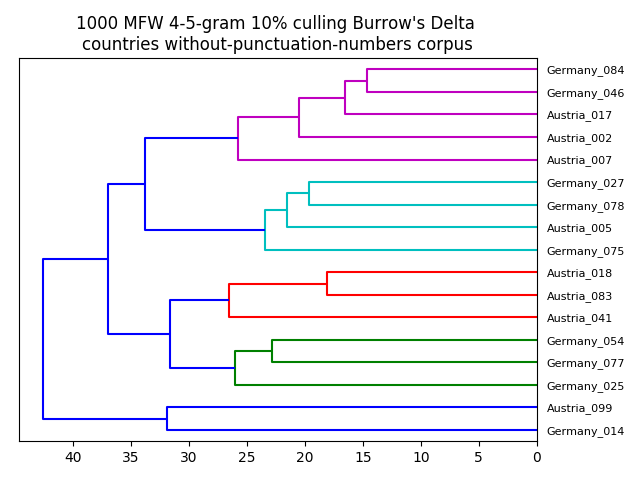 1000 MFW 4-5-gram 10% culling Burrow's Delta
countries without-punctuation-numbers corpus
Germany_084
Germany_046
Austria_017
Austria_002
Austria_007
Germany_027
Germany_078
Austria_005
Germany_075
Austria_018
Austria_083
Austria_041
Germany_054
Germany_077
Germany_025
Austria_099
Germany_014
40 35 30 25 20 15 10 5 0